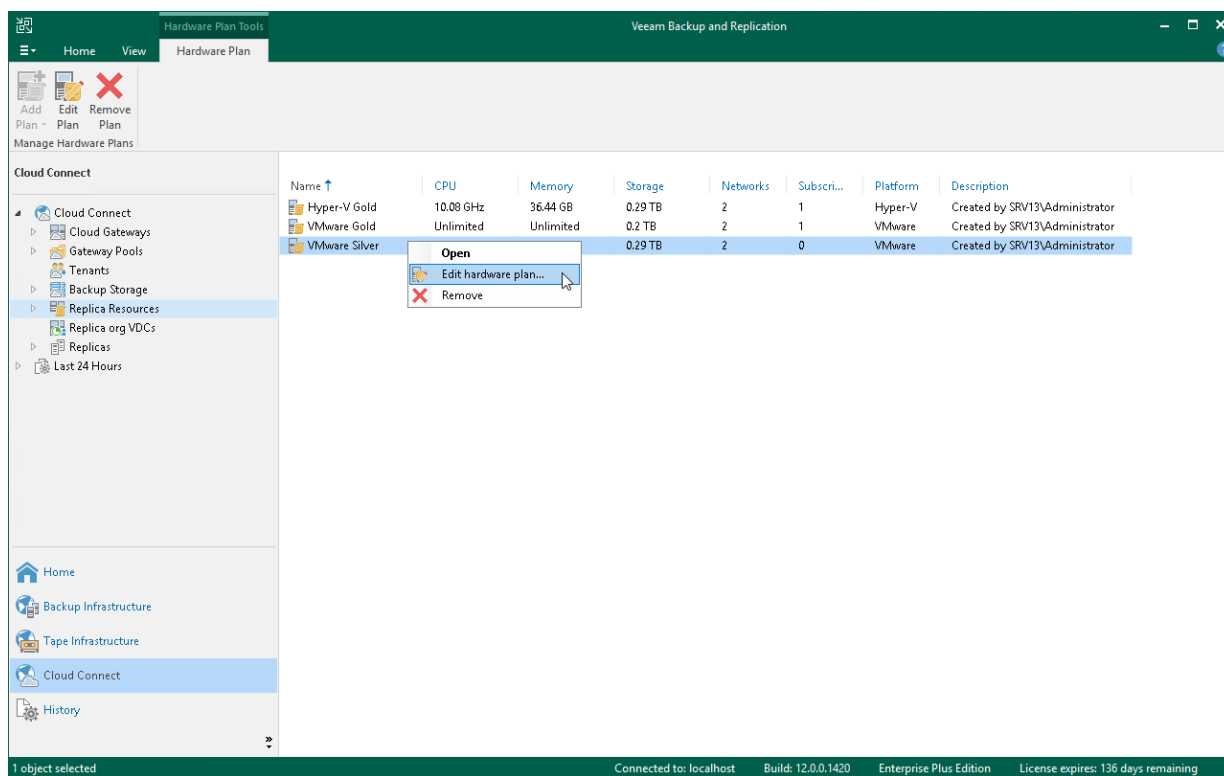 Hardware Plan Tools
Veeam Backup and Replication
Home View Hardware Plan
Add Plan
Edit Plan
Remove Plan
Manage Hardware Plans
Cloud Connect
Cloud Connect
Cloud Gateways
Gateway Pools
Tenants
Backup Storage
Replica Resources
Replica org VDCs
Replicas
Last 24 Hours
Name CPU Memory Storage Networks Subscri... Platform Description
Hyper-V Gold 10.08 GHz 36.44 GB 0.29 TB 2 1 Hyper-V Created by SRV13\Administrator
VMware Gold Unlimited Unlimited 0.2 TB 2 1 VMware Created by SRV13\Administrator
VMware Silver 0.29 TB 2 0 VMware Created by SRV13\Administrator
Open
Edit hardware plan...
Remove
Home
Backup Infrastructure
Tape Infrastructure
Cloud Connect
History
1 object selected
Connected to: localhost Build: 12.0.0.1420 Enterprise Plus Edition License expires: 136 days remaining